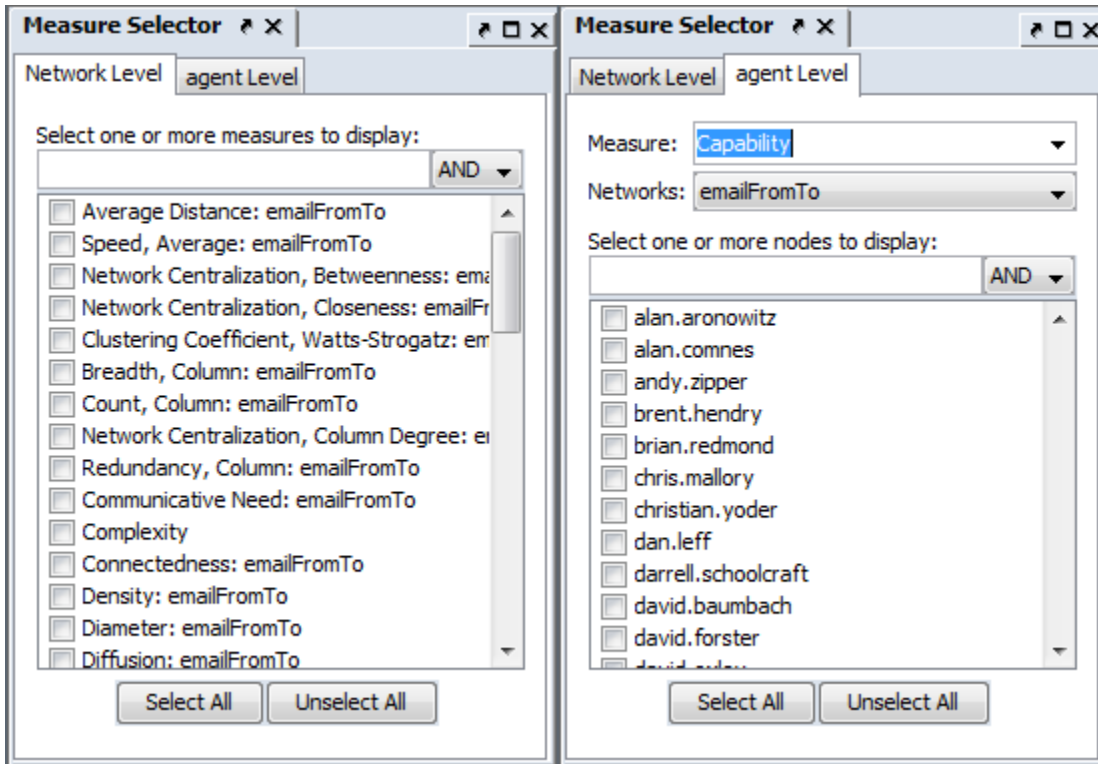 Measure Selector
Network Level
agent Level
Select one or more measures to display:
AND
Average Distance: emailFromTo
Speed, Average: emailFromTo
Network Centralization, Betweenness: ema
Network Centralization, Closeness: emailFr
Clustering Coefficient, Watts-Strogatz: em
Breadth, Column: emailFromTo
Count, Column: emailFromTo
Network Centralization, Column Degree: e
Redundancy, Column: emailFromTo
Communicative Need: emailFromTo
Complexity
Connectedness: emailFromTo
Density: emailFromTo
Diameter: emailFromTo
Diffusion: emailFromTo
Select All
Unselect All
Measure Selector
Network Level
agent Level
Measure: Capability
Networks: emailFromTo
Select one or more nodes to display:
AND
alan.aronowitz
alan.comnes
andy.zipper
brent.hendry
brian.redmond
chris.mallory
christian.yoder
dan.leff
darrell.schoolcraft
david.baumbach
david.forster
Select All
Unselect All